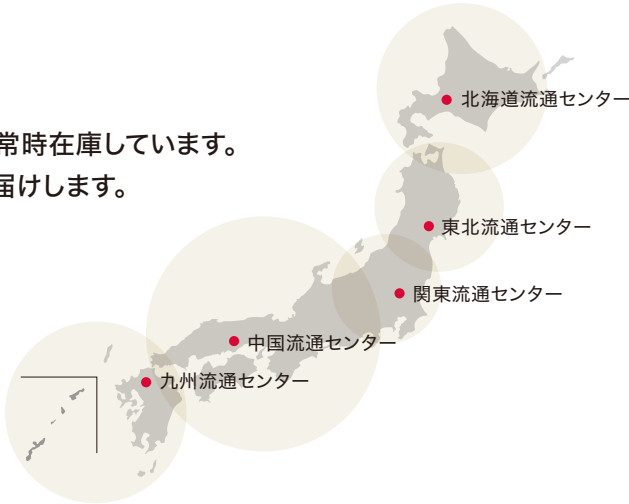 常時在庫しています。
届けします。
北海道流通センター
東北流通センター
関東流通センター
中国流通センター
九州流通センター